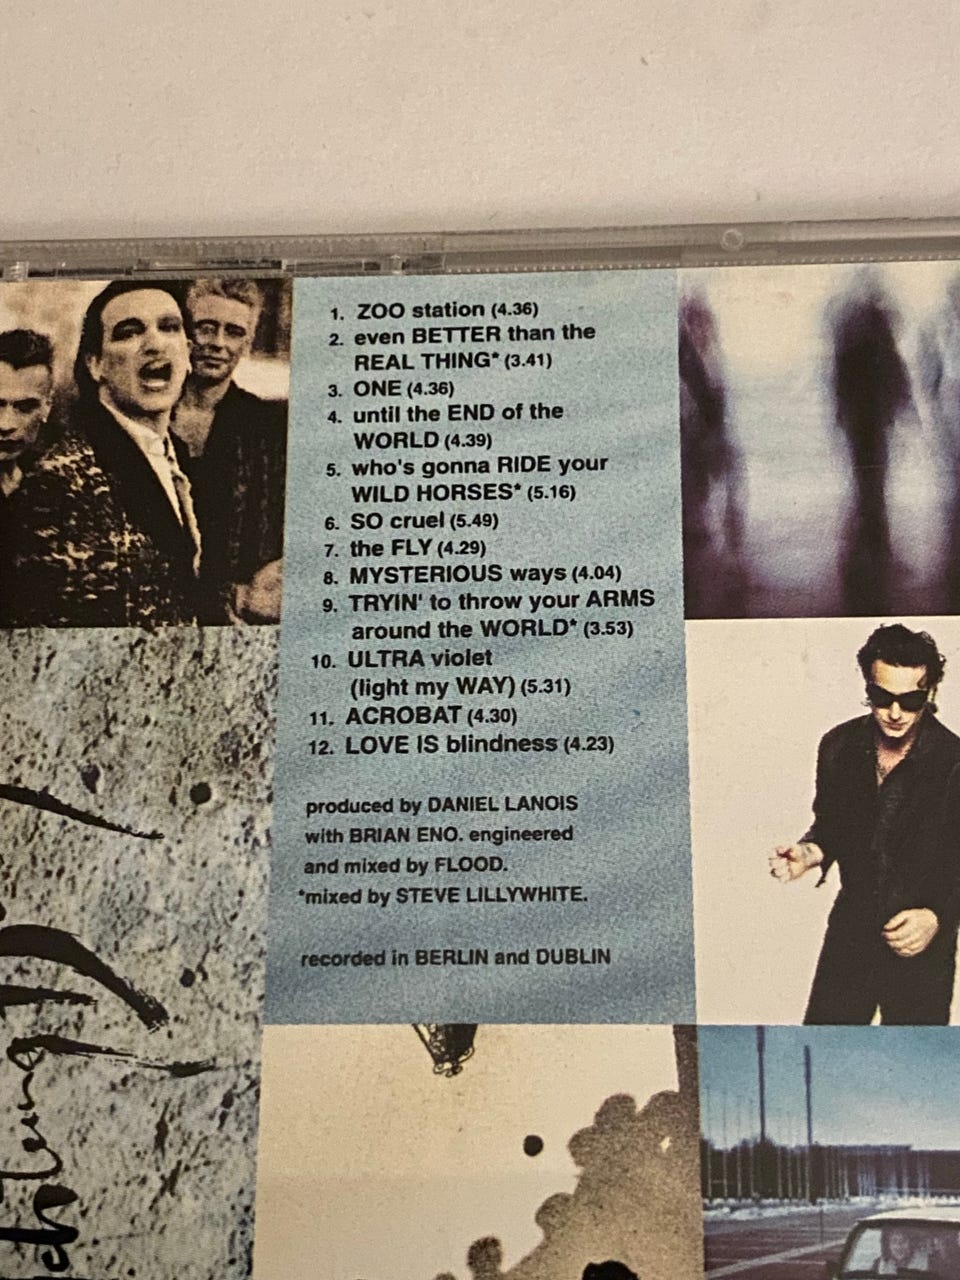 1. ZOO station (4.36)
2. even BETTER than the
REAL THING* (3.41)
3. ONE (4.36)
4. until the END of the
WORLD (4.39)
5. who's gonna RIDE your
WILD HORSES* (5.16)
6. SO cruel (5.49)
7. the FLY (4.29)
8. MYSTERIOUS ways (4.04)
9. TRYIN' to throw your ARMS
around the WORLD* (3.53)
10. ULTRA violet
(light my WAY) (5.31)
11. ACROBAT (4.30)
12. LOVE IS blindness (4.23)
produced by DANIEL LANOIS
with BRIAN ENO. engineered
and mixed by FLOOD.
*mixed by STEVE LILLYWHITE.
recorded in BERLIN and DUBLIN